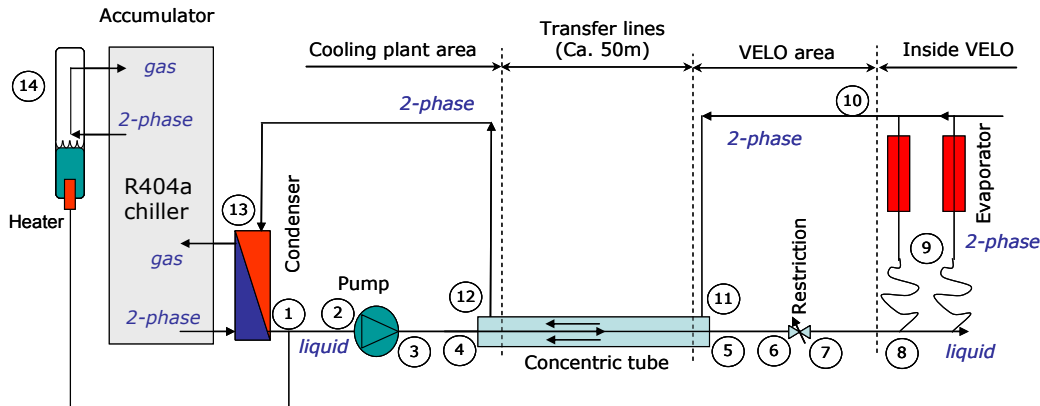 Accumulator
Cooling plant area
Transfer lines
(Ca. 50m)
VELO area
Inside VELO
14
gas
2-phase
R404a
chiller
Heater
gas
2-phase
13
Condenser
2-phase
1
2
Pump
liquid
3
4
12
Concentric tube
11
5
6
Restriction
7
10
2-phase
Evaporator
9
2-phase
8
liquid